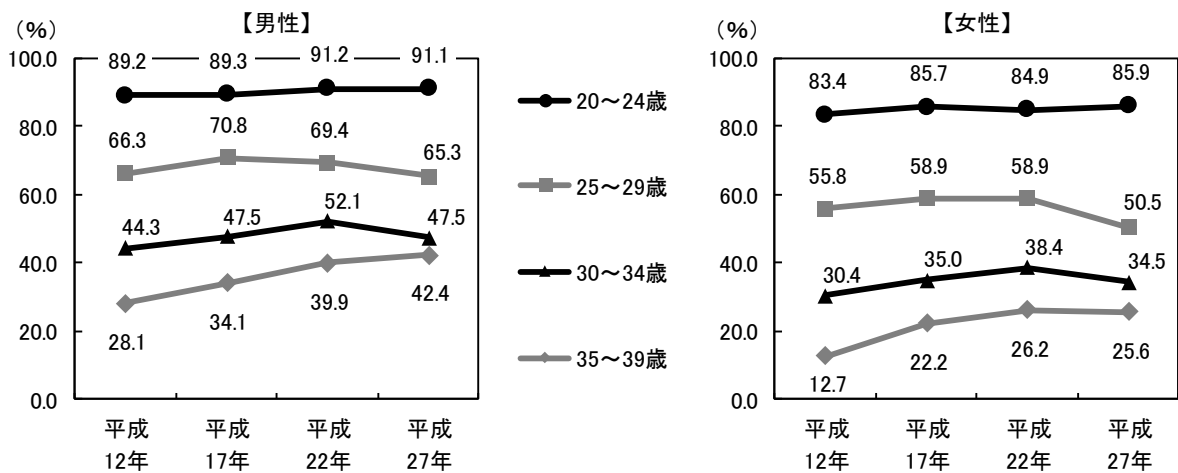 【男性】
（%）
100.0
80.0
60.0
40.0
20.0
0.0
89.2 89.3 91.2 91.1
66.3 70.8 69.4 65.3
44.3 47.5 52.1 47.5
28.1 34.1 39.9 42.4
平成 平成 平成 平成
12年 17年 22年 27年
20～24歳
25～29歳
30～34歳
35～39歳
【女性】
（%）
100.0
80.0
60.0
40.0
20.0
0.0
83.4 85.7 84.9 85.9
55.8 58.9 58.9 50.5
30.4 35.0 38.4 34.5
12.7 22.2 26.2 25.6
平成 平成 平成 平成
12年 17年 22年 27年